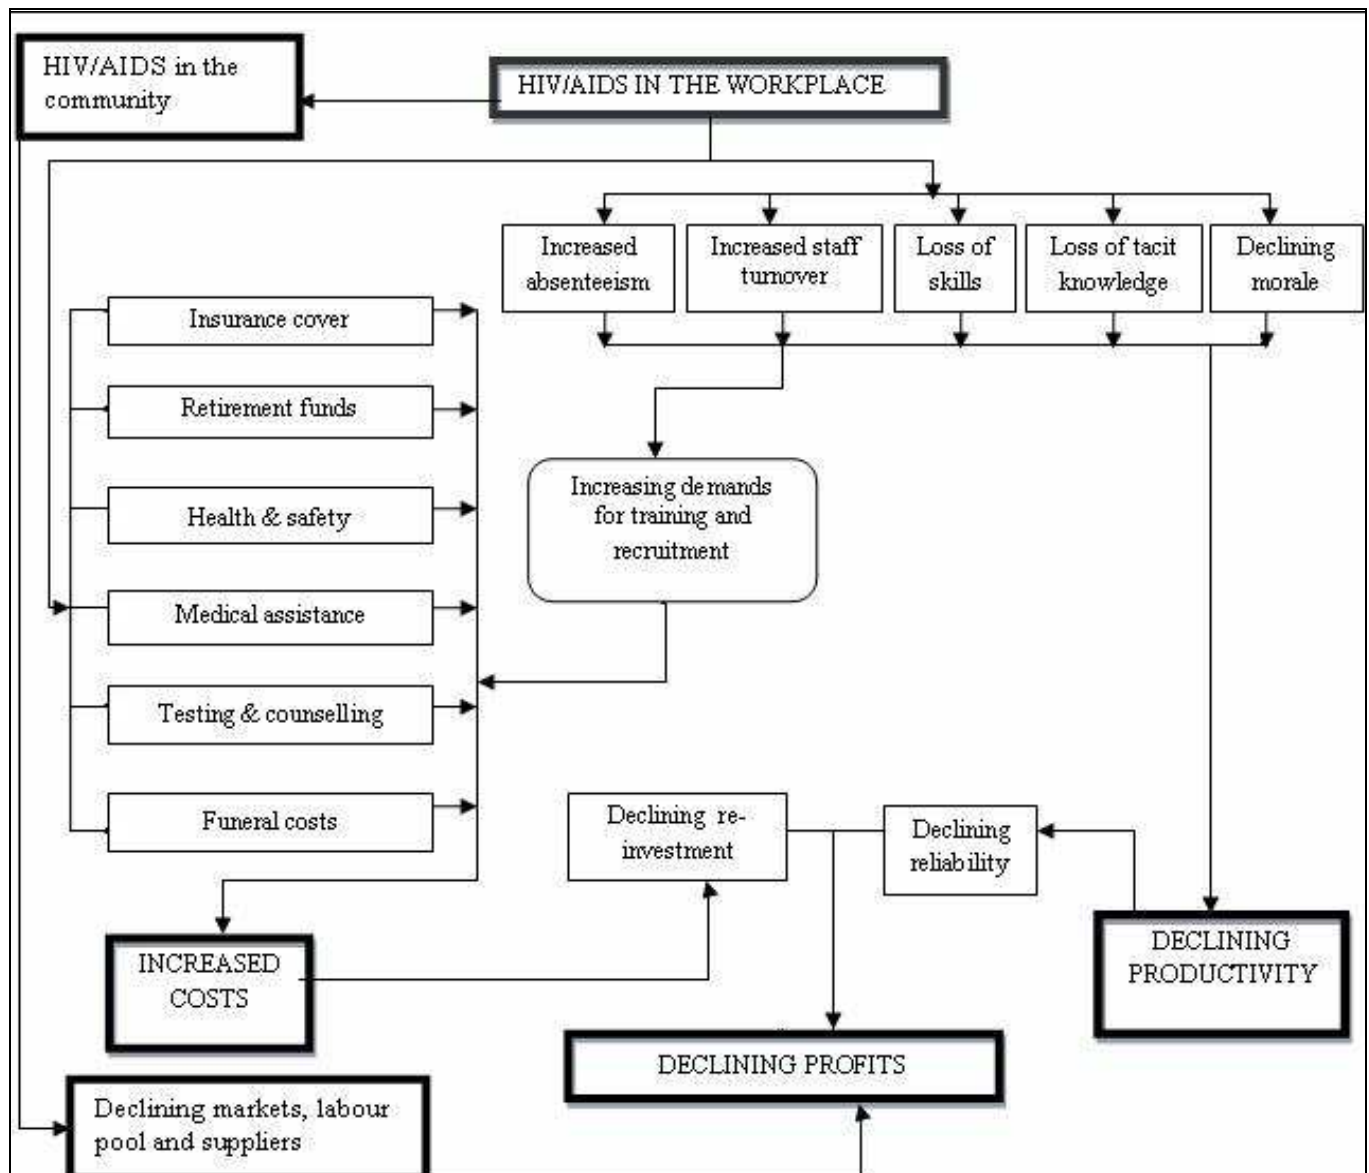 HIV/AIDS in the
community
HIV/AIDS IN THE WORKPLACE
Increased
absenteeism
Increased staff
turnover
Loss of
skills
Loss of tacit
knowledge
Declining
morale
Insurance cover
Retirement funds
Health & safety
Medical assistance
Testing & counselling
Funeral costs
Increasing demands
for training and
recruitment
Declining re-
investment
Declining
reliability
INCREASED
COSTS
DECLINING
PRODUCTIVITY
DECLINING PROFITS
Declining markets, labour
pool and suppliers